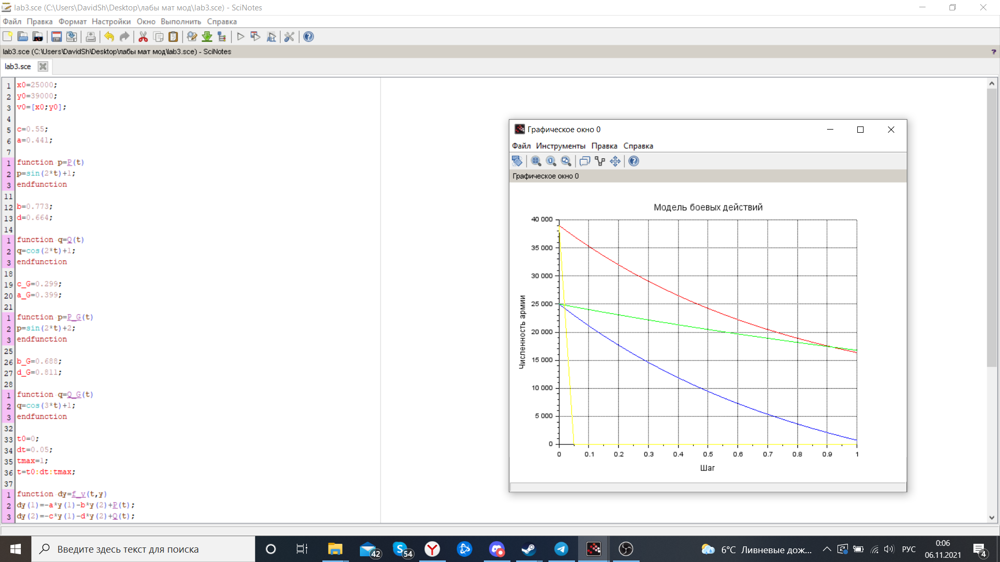 lab3.sce (C:\Users\DavidSh\Desktop\лабы мат мод\lab3.sce) - SciNotes
Файл Правка Формат Настройки Окно Выполнить Справка
lab3.sce (C:\Users\DavidSh\Desktop\лабы мат мод\lab3.sce) - SciNotes
?
lab3.sce
1 x0=25000;
2 y0=39000;
3 v0=[x0;y0];
4
5 c=0.55;
6 a=0.441;
7
1 function p=P(t)
2 p=sin(2*t)+1;
3 endfunction
11
12 b=0.773;
13 d=0.664;
14
1 function q=Q(t)
2 q=cos(2*t)+1;
3 endfunction
18
19 c_G=0.299;
20 a_G=0.399;
21
1 function p=P_G(t)
2 p=sin(2*t)+2;
3 endfunction
25
26 b_G=0.688;
27 d_G=0.811;
28
1 function q=Q_G(t)
2 q=cos(3*t)+1;
3 endfunction
32
33 t0=0;
34 dt=0.05;
35 tmax=1;
36 t=t0:dt:tmax;
37
1 function dy=f_y(t,y)
2 dy(1)=-a*y(1)-b*y(2)+P(t);
3 dy(2)=-c*y(1)-d*y(2)+Q(t);
Графическое окно 0
Файл Инструменты Правка Справка
Графическое окно 0
Модель боевых действий
40 000
35 000
30 000
25 000
20 000
15 000
10 000
5 000
0
Численность армии
0 0.1 0.2 0.3 0.4 0.5 0.6 0.7 0.8 0.9 1
Шаг
Введите здесь текст для поиска
42
54
6°C Ливневые дож...
РУС
0:06
06.11.2021
4